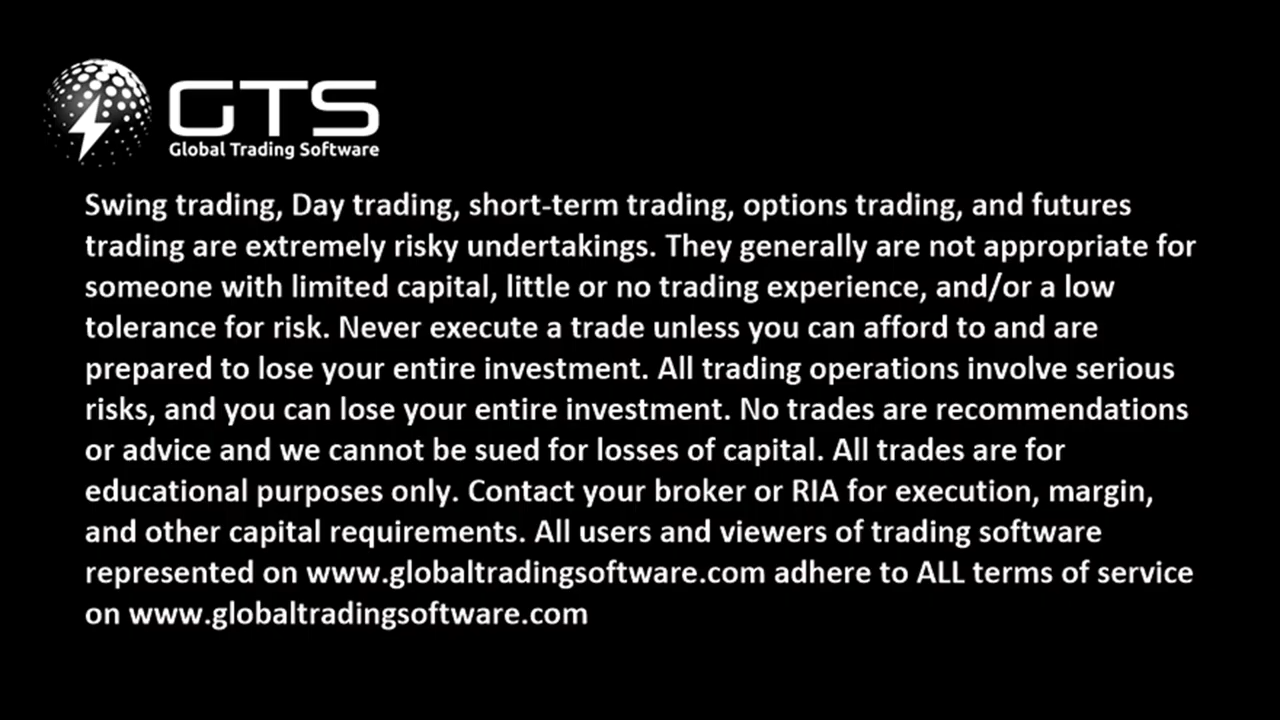 GTS
Global Trading Software
Swing trading, Day trading, short-term trading, options trading, and futures
trading are extremely risky undertakings. They generally are not appropriate for
someone with limited capital, little or no trading experience, and/or a low
tolerance for risk. Never execute a trade unless you can afford to and are
prepared to lose your entire investment. All trading operations involve serious
risks, and you can lose your entire investment. No trades are recommendations
or advice and we cannot be sued for losses of capital. All trades are for
educational purposes only. Contact your broker or RIA for execution, margin,
and other capital requirements. All users and viewers of trading software
represented on www.globaltradingsoftware.com adhere to ALL terms of service
on www.globaltradingsoftware.com